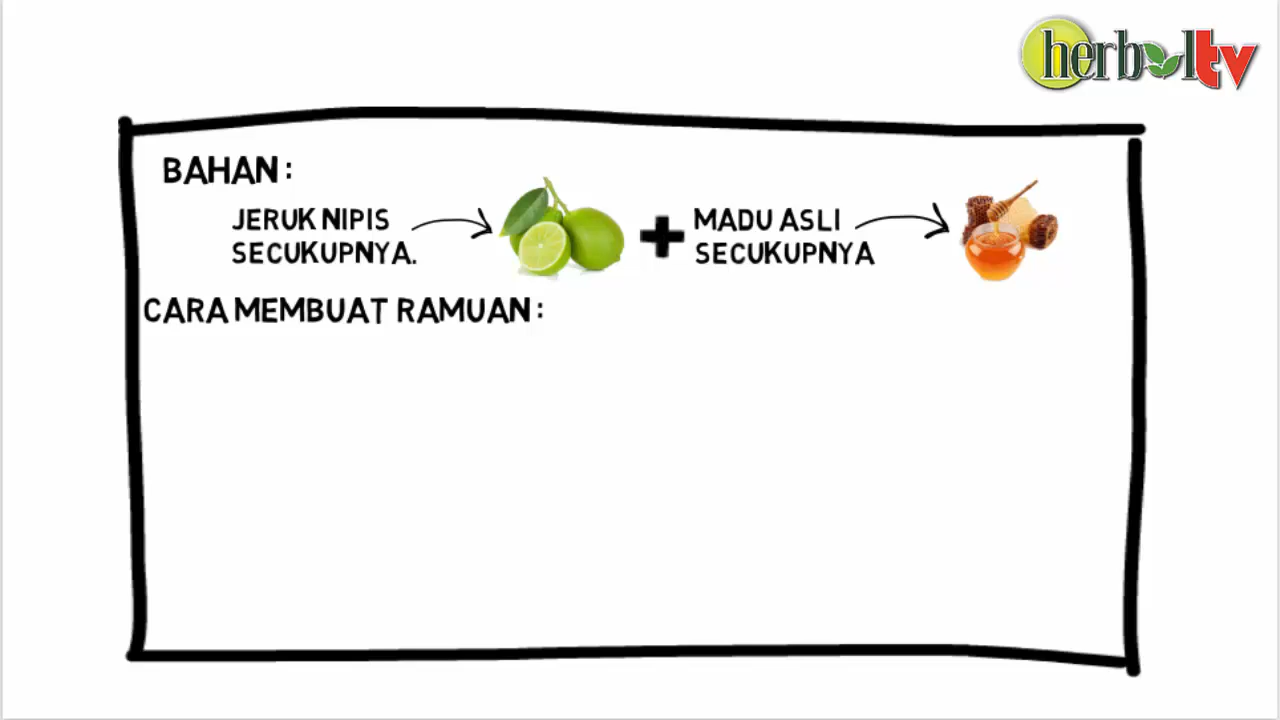 herbaltv
BAHAN:
JERUK NIPIS
SECUKUPNYA.
+
MADU ASLI
SECUKUPNYA
CARA MEMBUAT RAMUAN: